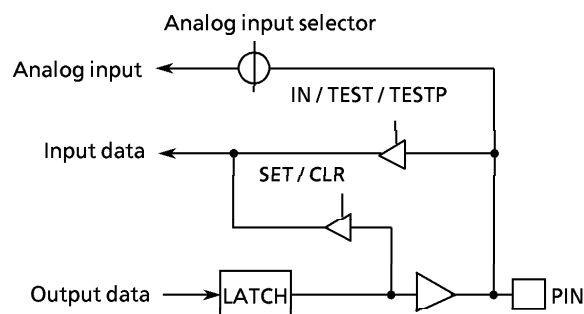 Analog input selector
Analog input
IN / TEST / TESTP
Input data
SET / CLR
Output data
LATCH
PIN